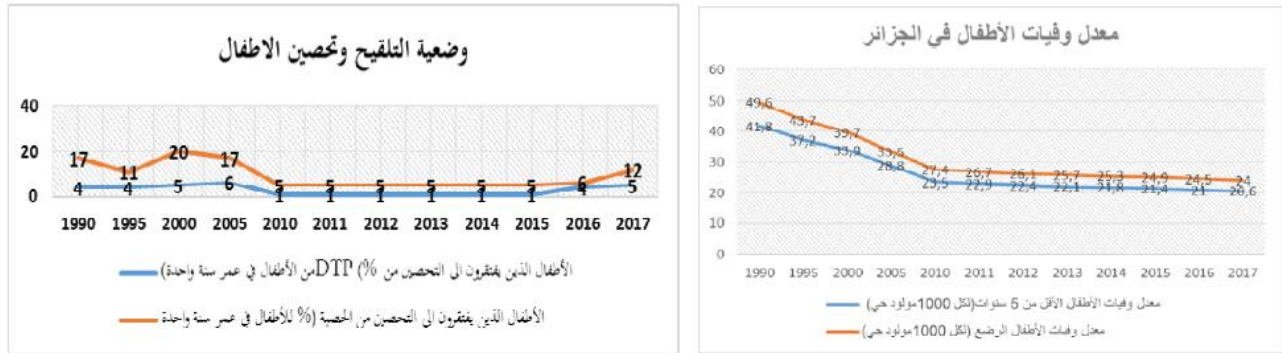 وضعية التلقيح وتحصين الاطفال
40
20
0
17 11 20 17 5 5 5 5 5 5 6 12
4 4 5 6 1 1 1 1 1 1 4 5
1990 1995 2000 2005 2010 2011 2012 2013 2014 2015 2016 2017
الأطفال الذين يفتقرون الى التحصين من DTP (% من الأطفال في عمر سنة واحدة)
الأطفال الذين يفتقرون الى التحصين من الحصبة (% للأطفال في عمر سنة واحدة
معدل وفيات الأطفال في الجزائر
60
50
40
30
20
10
0
49,6 43,7 39,7 33,5 27,4 26,7 26,1 25,7 25,3 24,9 24,5 24
41,8 37,2 33,9 28,8 23,5 22,9 22,4 22,1 21,8 21,4 21 20,6
1990 1995 2000 2005 2010 2011 2012 2013 2014 2015 2016 2017
معدل وفيات الأطفال الأقل من 5 سنوات(لكل 1000مولود حي)
معدل وفيات الأطفال الرضع (لكل 1000مولود حي)